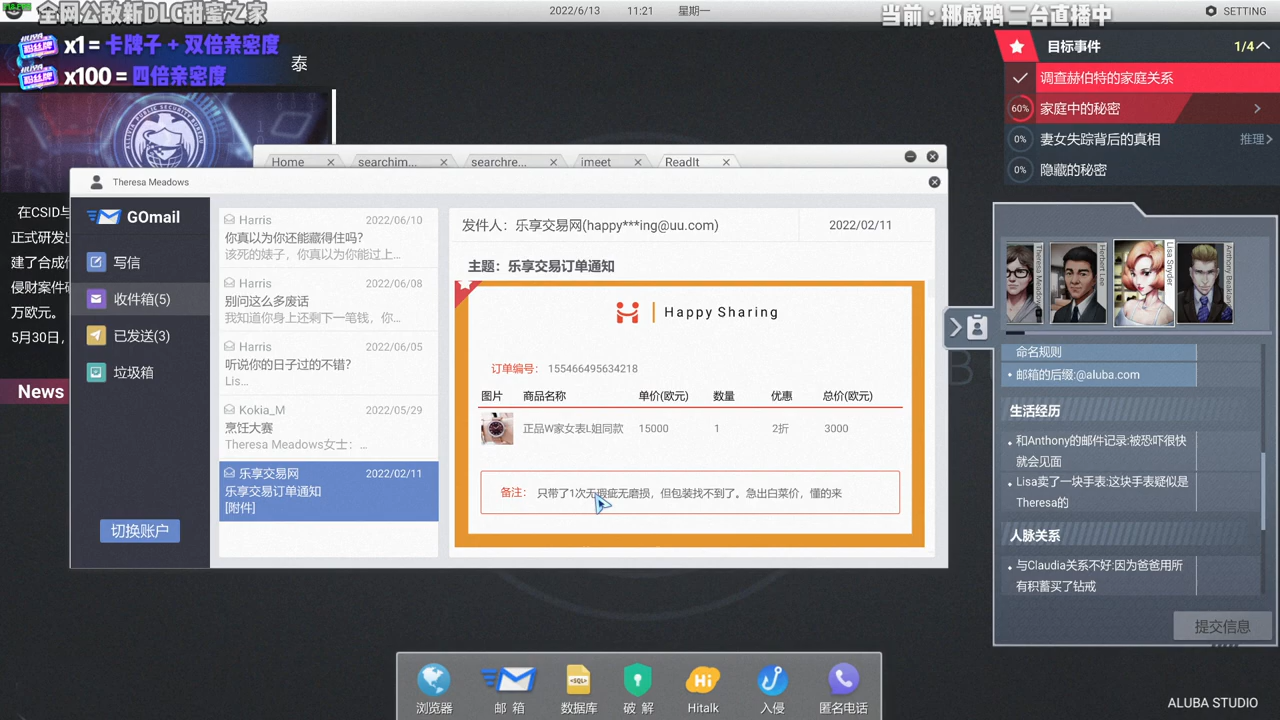 全网公敌新DLC甜蜜之家
2022/6/13 11:21 星期一
当前：挪威鸭 二台直播中
SETTING
x1 = 卡牌子 + 双倍亲密度
x100 = 四倍亲密度
泰
目标事件 1/4
调查赫伯特的家庭关系
60% 家庭中的秘密
0% 妻女失踪背后的真相 推理
0% 隐藏的秘密
Home searchim... searchre... imeet ReadIt
Theresa Meadows
在CSID与
正式研发出
万欧元。
5月30日，
News
GOmail
写信
收件箱(5)
已发送(3)
垃圾箱
切换账户
Harris 2022/06/10
你真以为你还能藏得住吗?
该死的婊子，你真以为你能过上...
Harris 2022/06/08
别问这么多废话
我知道你身上还剩下一笔钱，你...
Harris 2022/06/05
听说你的日子过的不错?
Lis...
Kokia_M 2022/05/29
烹饪大赛
Theresa Meadows女士：...
乐享交易网 2022/02/11
乐享交易订单通知
[附件]
发件人：乐享交易网(happy***ing@uu.com) 2022/02/11
主题：乐享交易订单通知
Happy Sharing
订单编号： 155466495634218
图片 商品名称 单价(欧元) 数量 优惠 总价(欧元)
正品W家女表L姐同款 15000 1 2折 3000
备注： 只带了1次无瑕疵无磨损，但包装找不到了。急出白菜价，懂的来
Theresa Meadow
Herbert Lee
Lisa Snyder
命名规则
邮箱的后缀:@aluba.com
生活经历
和Anthony的邮件记录:被恐吓很快
就会见面
Lisa卖了一块手表:这块手表疑似是
Theresa的
人脉关系
与Claudia关系不好:因为爸爸用所
有积蓄买了钻戒
提交信息
浏览器
邮 箱
<SQL>
数据库
破 解
Hi
Hitalk
入侵
匿名电话
ALUBA STUDIO